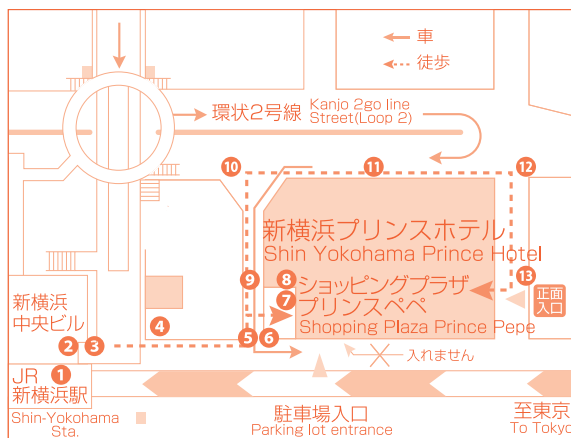 車
徒歩
環状2号線 Kanjo 2go line
Street(Loop 2)
10
11
12
新横浜プリンスホテル
Shin Yokohama Prince Hotel
9
8
ショッピングプラザ
13
7
プリンスペペ
正面
入口
Shopping Plaza Prince Pepe
新横浜
中央ビル
4
5
6
2
3
入れません
JR
1
新横浜駅
Shin-Yokohama
Sta.
駐車場入口
Parking lot entrance
至東京
To Tokyo